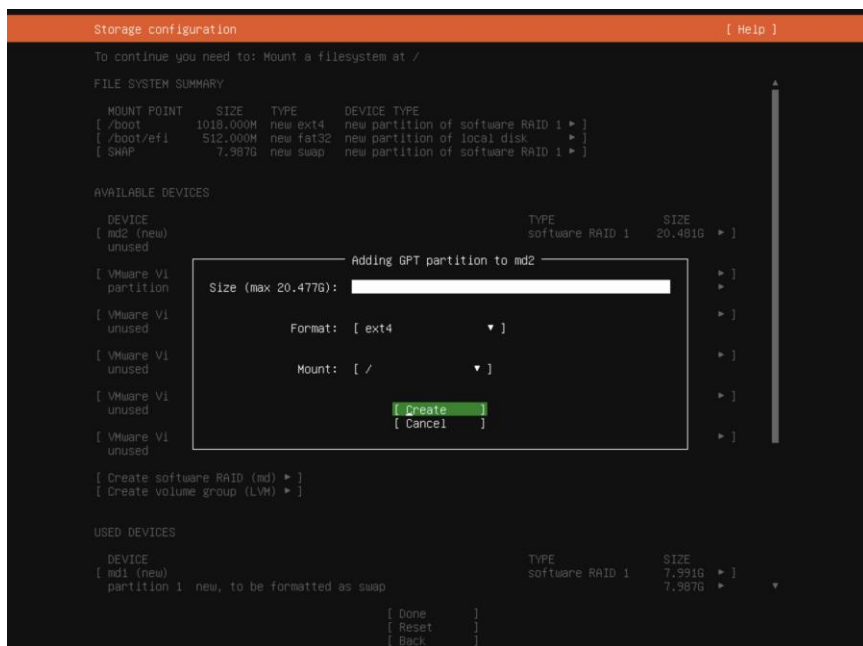 Storage configuration [ Help ]
To continue you need to: Mount a filesystem at /
FILE SYSTEM SUMMARY
MOUNT POINT SIZE TYPE DEVICE TYPE
[ /boot 1018.000M new ext4 new partition of software RAID 1 ► ]
[ /boot/efi 512.000M new fat32 new partition of local disk ► ]
[ SWAP 7.987G new swap new partition of software RAID 1 ► ]
AVAILABLE DEVICES
DEVICE TYPE SIZE
[ md2 (new) software RAID 1 20.481G ► ]
unused
Adding GPT partition to md2
[ VMware Vi ► ]
partition ►
Size (max 20.477G):
[ VMware Vi ► ]
unused
Format: [ ext4 ▼ ]
[ VMware Vi ► ]
unused
Mount: [ / ▼ ]
[ VMware Vi ► ]
unused
[ Create ]
[ Cancel ]
[ VMware Vi ► ]
unused
[ Create software RAID (md) ► ]
[ Create volume group (LVM) ► ]
USED DEVICES
DEVICE TYPE SIZE
[ md1 (new) software RAID 1 7.991G ► ]
partition 1 new, to be formatted as swap 7.987G ►
[ Done ]
[ Reset ]
[ Back ]